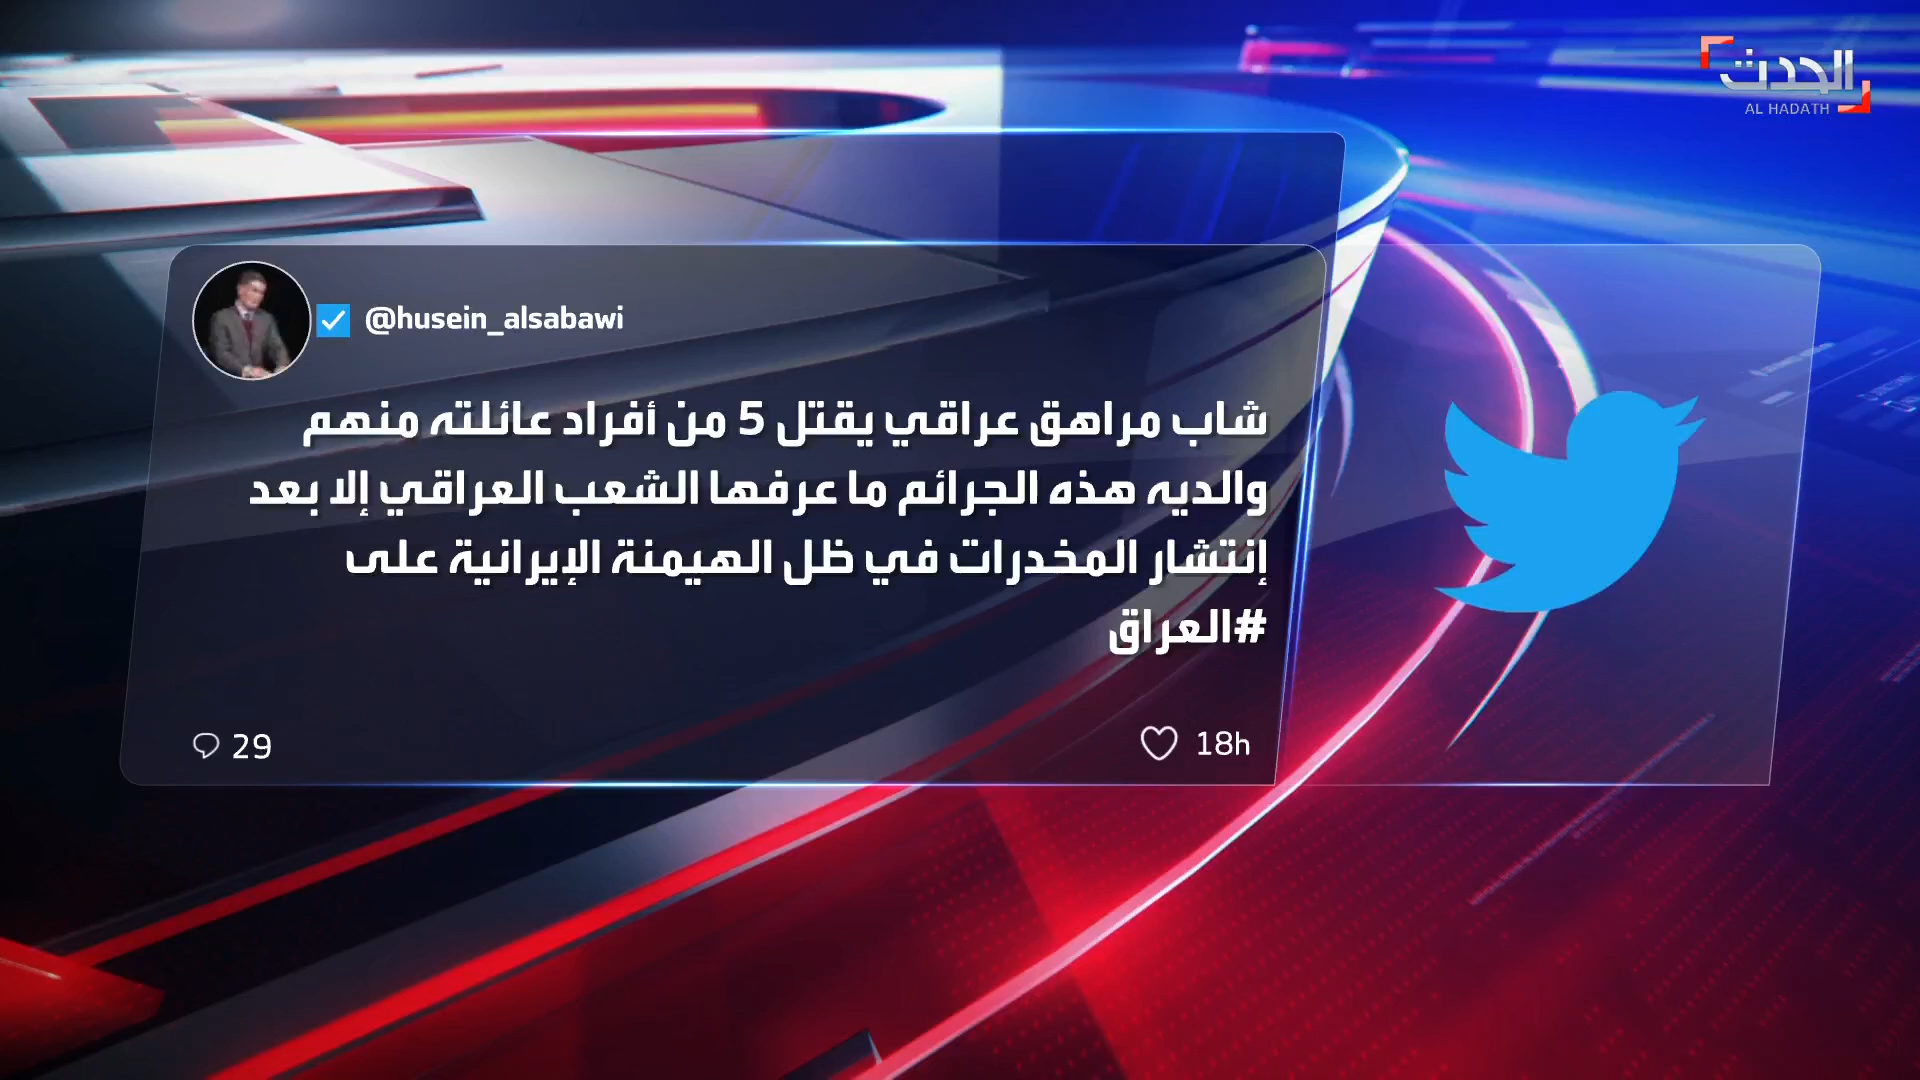 الحدث
AL HADATH
@husein_alsabawi
شاب مراهق عراقي يقتل 5 من أفراد عائلته منهم
والديه هذه الجرائم ما عرفها الشعب العراقي إلا بعد
إنتشار المخدرات في ظل الهيمنة الإيرانية على
#العراق
29
18h